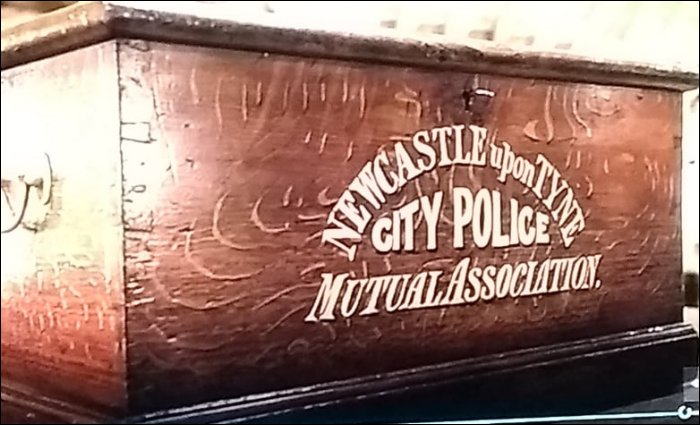 NEWCASTLE upon TYNE
CITY POLICE
MUTUAL ASSOCIATION.